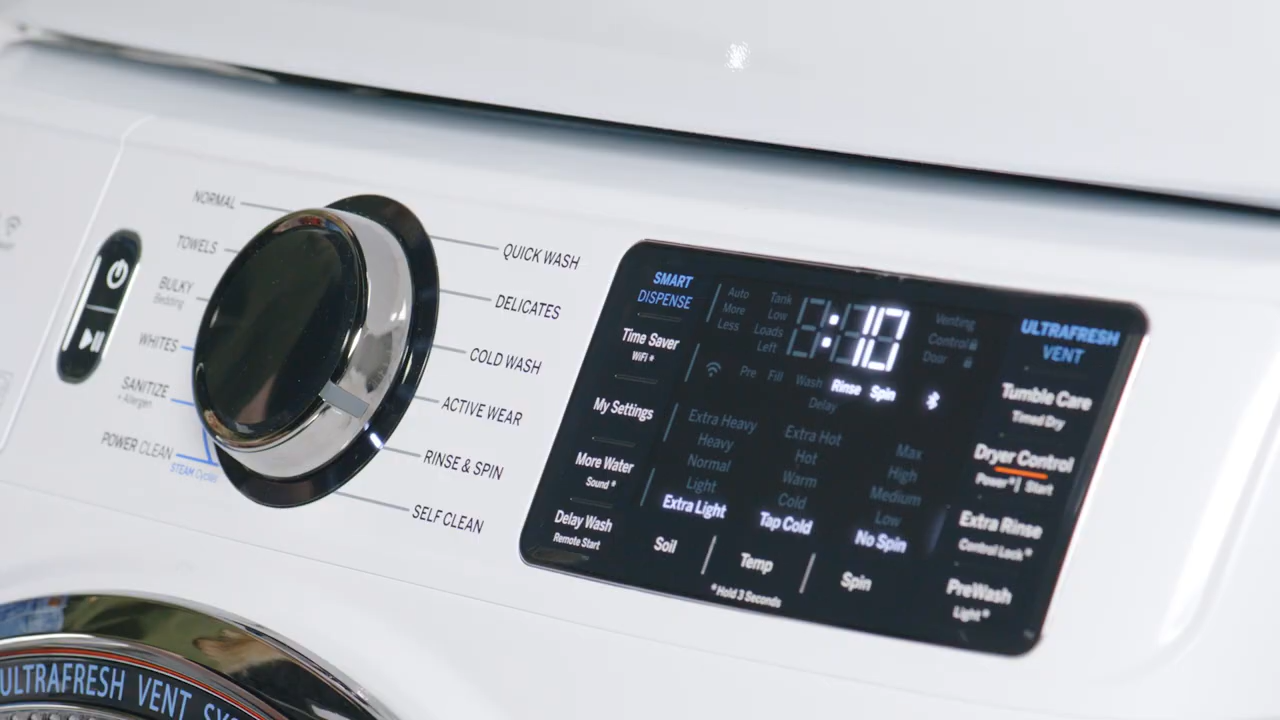 NORMAL
TOWELS
BULKY
Bedding
WHITES
SANITIZE
+ Allergen
POWER CLEAN
STEAM Cycles
QUICK WASH
DELICATES
COLD WASH
ACTIVE WEAR
RINSE & SPIN
SELF CLEAN
SMART
DISPENSE
Time Saver
WiFi *
My Settings
More Water
Sound *
Delay Wash
Remote Start
Auto
More
Less
Tank
Low
Loads
Left
:10
Venting
Control
Door
Pre Fill Wash Rinse Spin
Delay
Extra Heavy
Heavy
Normal
Light
Extra Light
Soil
Extra Hot
Hot
Warm
Cold
Tap Cold
Temp
Max
High
Medium
Low
No Spin
Spin
*Hold 3 Seconds
ULTRAFRESH
VENT
Tumble Care
Timed Dry
Dryer Control
Power* | Start
Extra Rinse
Control Lock*
PreWash
Light*
ULTRAFRESH VENT